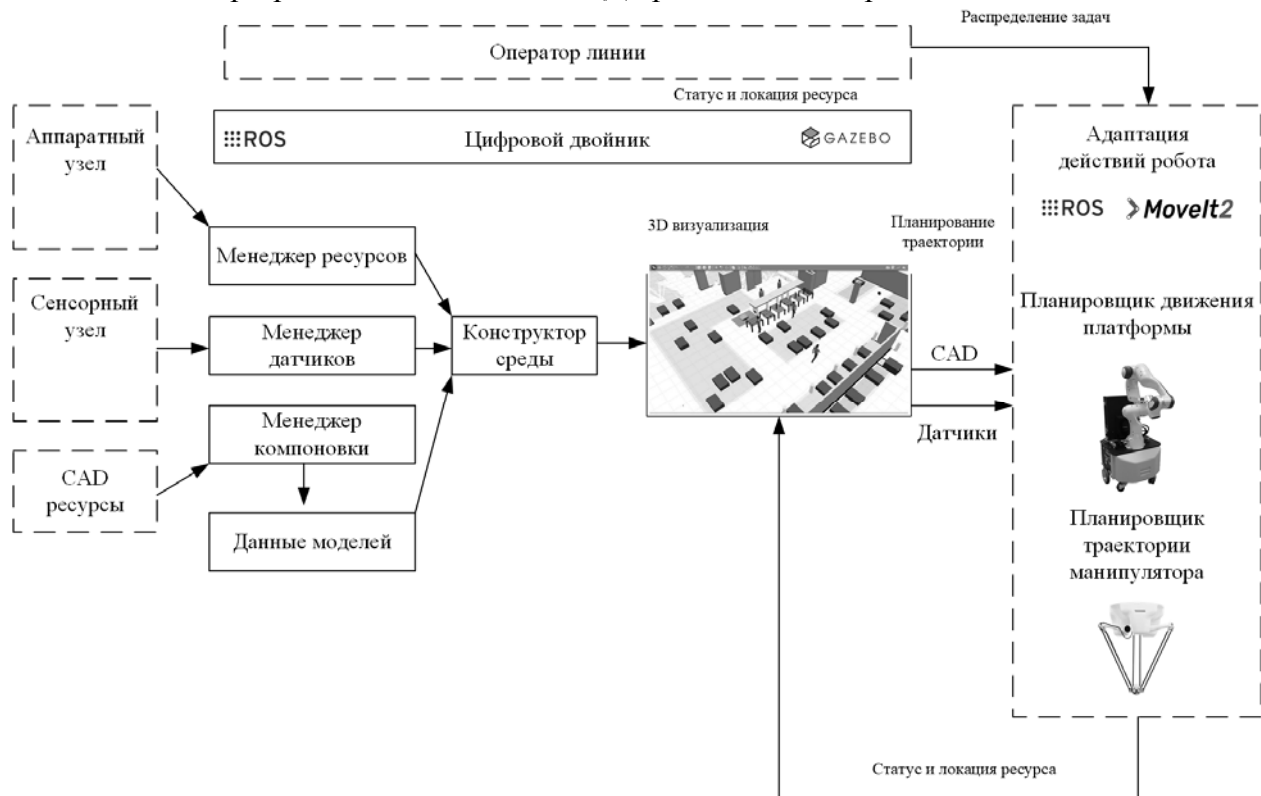 Распределение задач
Оператор линии
Статус и локация ресурса
ROS
Цифровой двойник
GAZEBO
Аппаратный
узел
Адаптация
действий робота
ROS
MoveIt2
Менеджер ресурсов
3D визуализация
Планирование
траектории
Сенсорный
узел
Менеджер
датчиков
Конструктор
среды
Планировщик движения
платформы
CAD
Датчики
Менеджер
компоновки
CAD
ресурсы
Данные моделей
Планировщик
траектории
манипулятора
Статус и локация ресурса